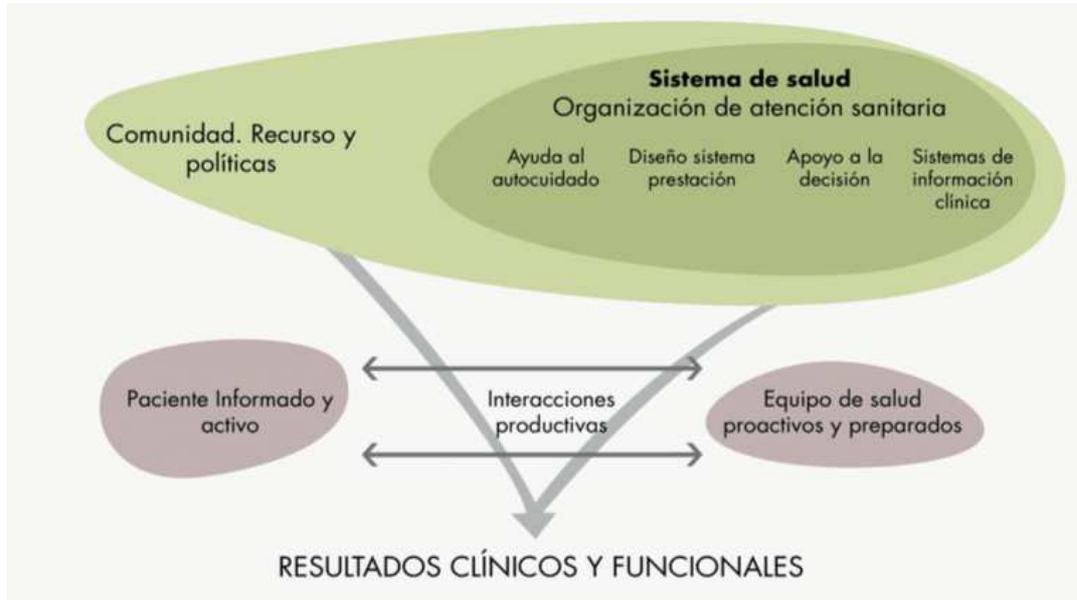 Sistema de salud
Organización de atención sanitaria
Comunidad. Recurso y
políticas
Ayuda al
autocuidado
Diseño sistema
prestación
Apoyo a la
decisión
Sistemas de
información
clínica
Paciente Informado y
activo
Interacciones
productivas
Equipo de salud
proactivos y preparados
RESULTADOS CLÍNICOS Y FUNCIONALES